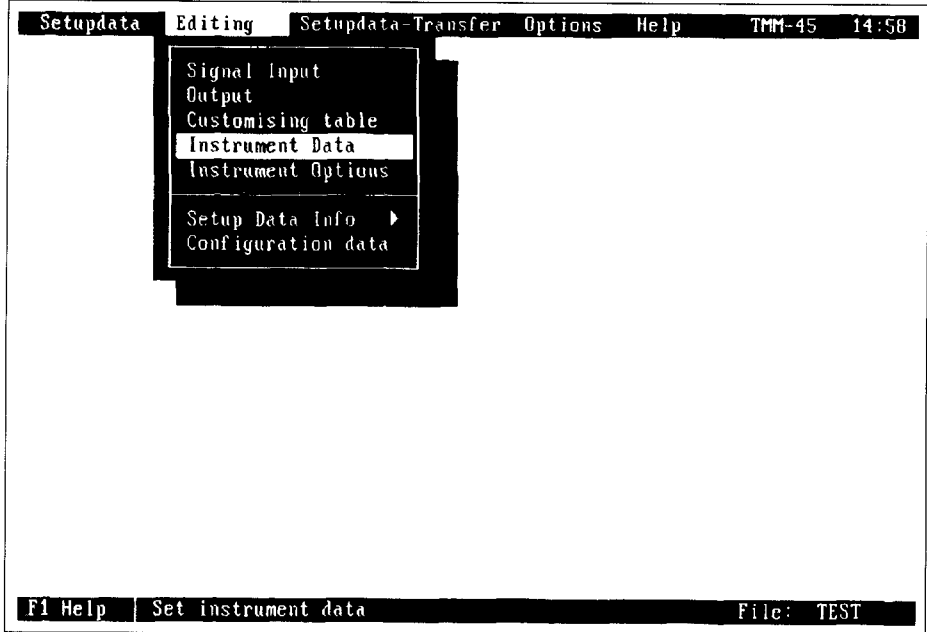 Setupdata Editing Setupdata-Transfer Options Help TMM-45 14:58
Signal Input
Output
Customising table
Instrument Data
Instrument Options
Setup Data Info
Configuration data
F1 Help Set instrument data File: TEST